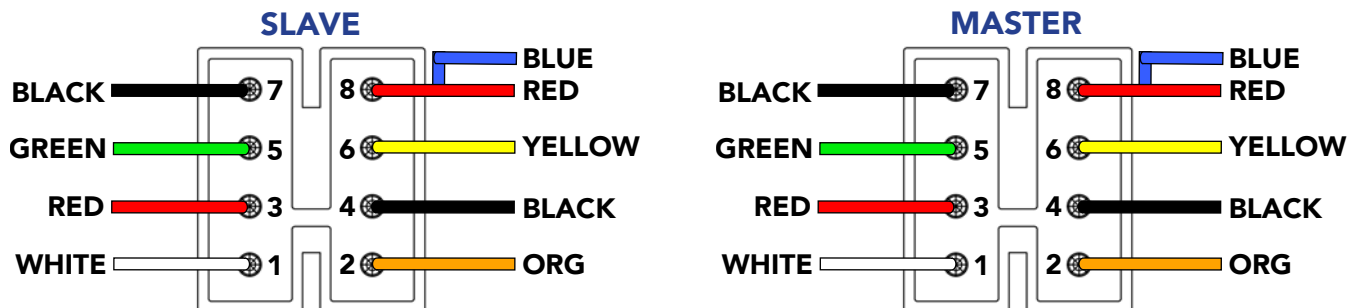 SLAVE MASTER
BLUE BLUE
BLACK 7 8 RED BLACK 7 8 RED
GREEN 5 6 YELLOW GREEN 5 6 YELLOW
RED 3 4 BLACK RED 3 4 BLACK
WHITE 1 2 ORG WHITE 1 2 ORG